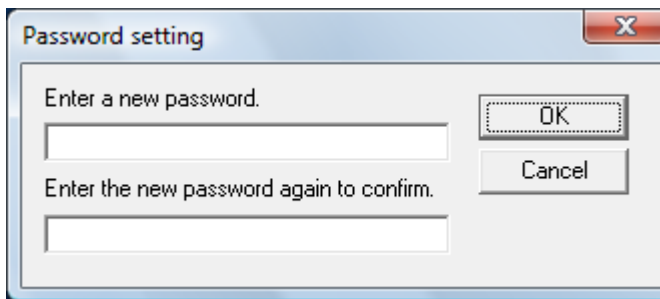 Password setting
Enter a new password.
OK
Cancel
Enter the new password again to confirm.